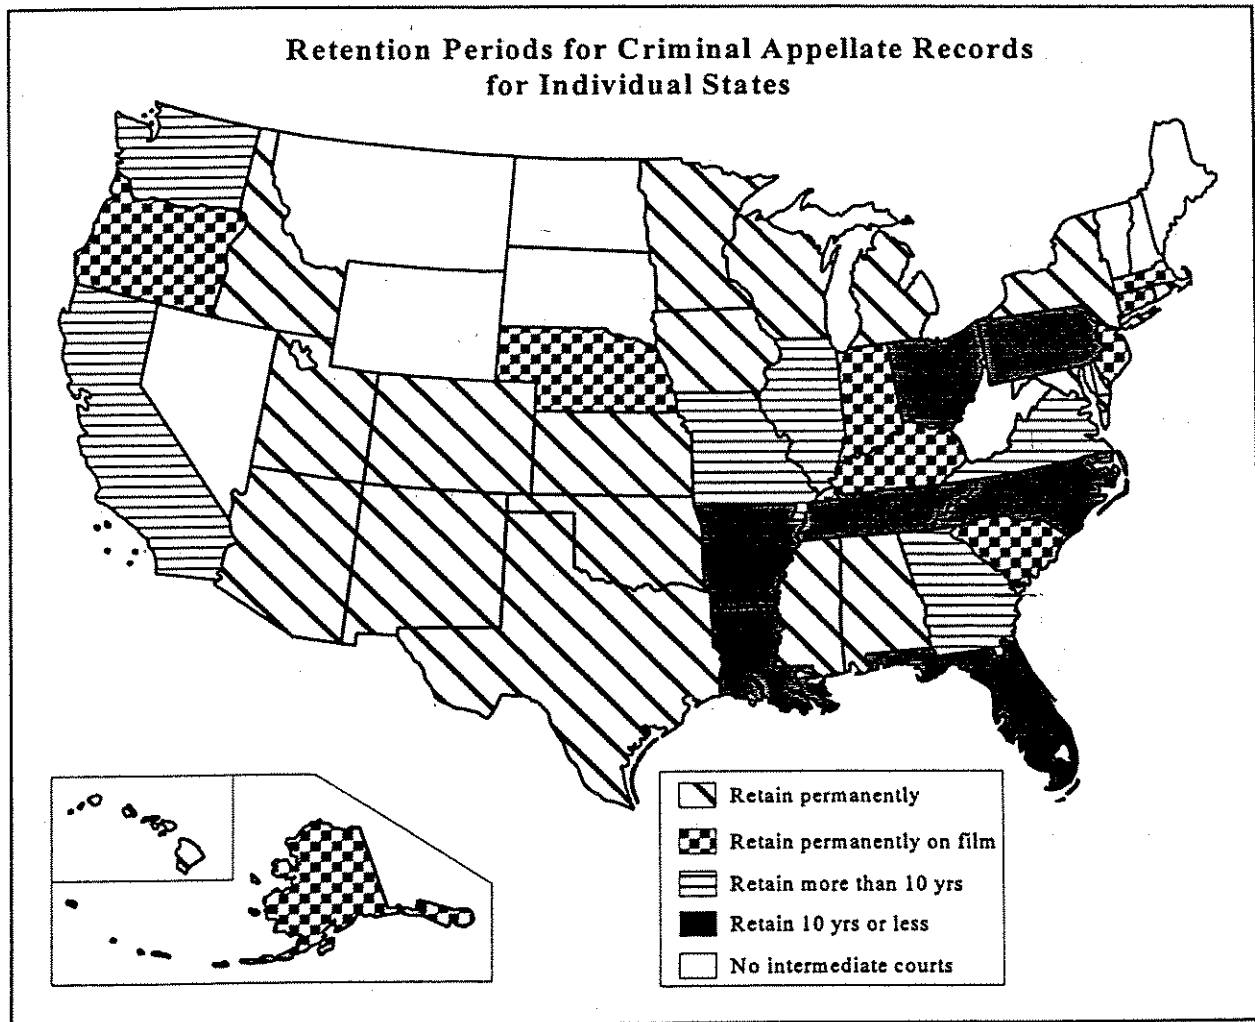 Retention Periods for Criminal Appellate Records
for Individual States
Retain permanently
Retain permanently on film
Retain more than 10 yrs
Retain 10 yrs or less
No intermediate courts